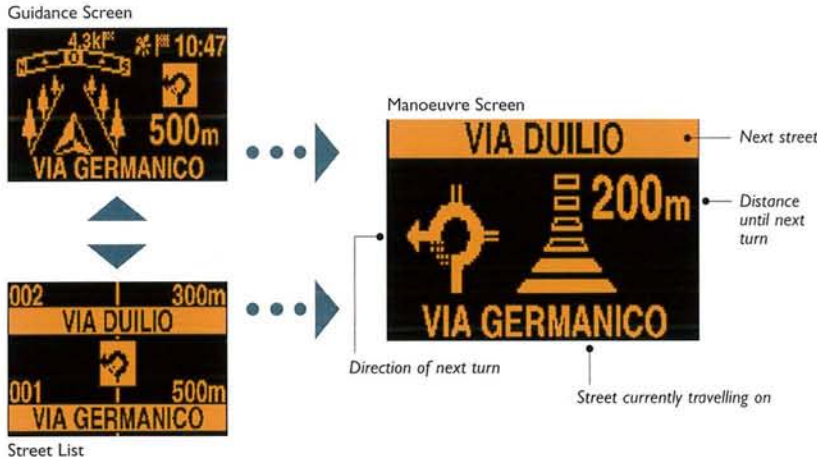 Guidance Screen
4.3k
10:47
N O S
500m
VIA GERMANICO
002 300m
VIA DUILIO
001 500m
VIA GERMANICO
Street List
Manoeuvre Screen
VIA DUILIO
Next street
200m
Distance
until next
turn
VIA GERMANICO
Direction of next turn
Street currently travelling on